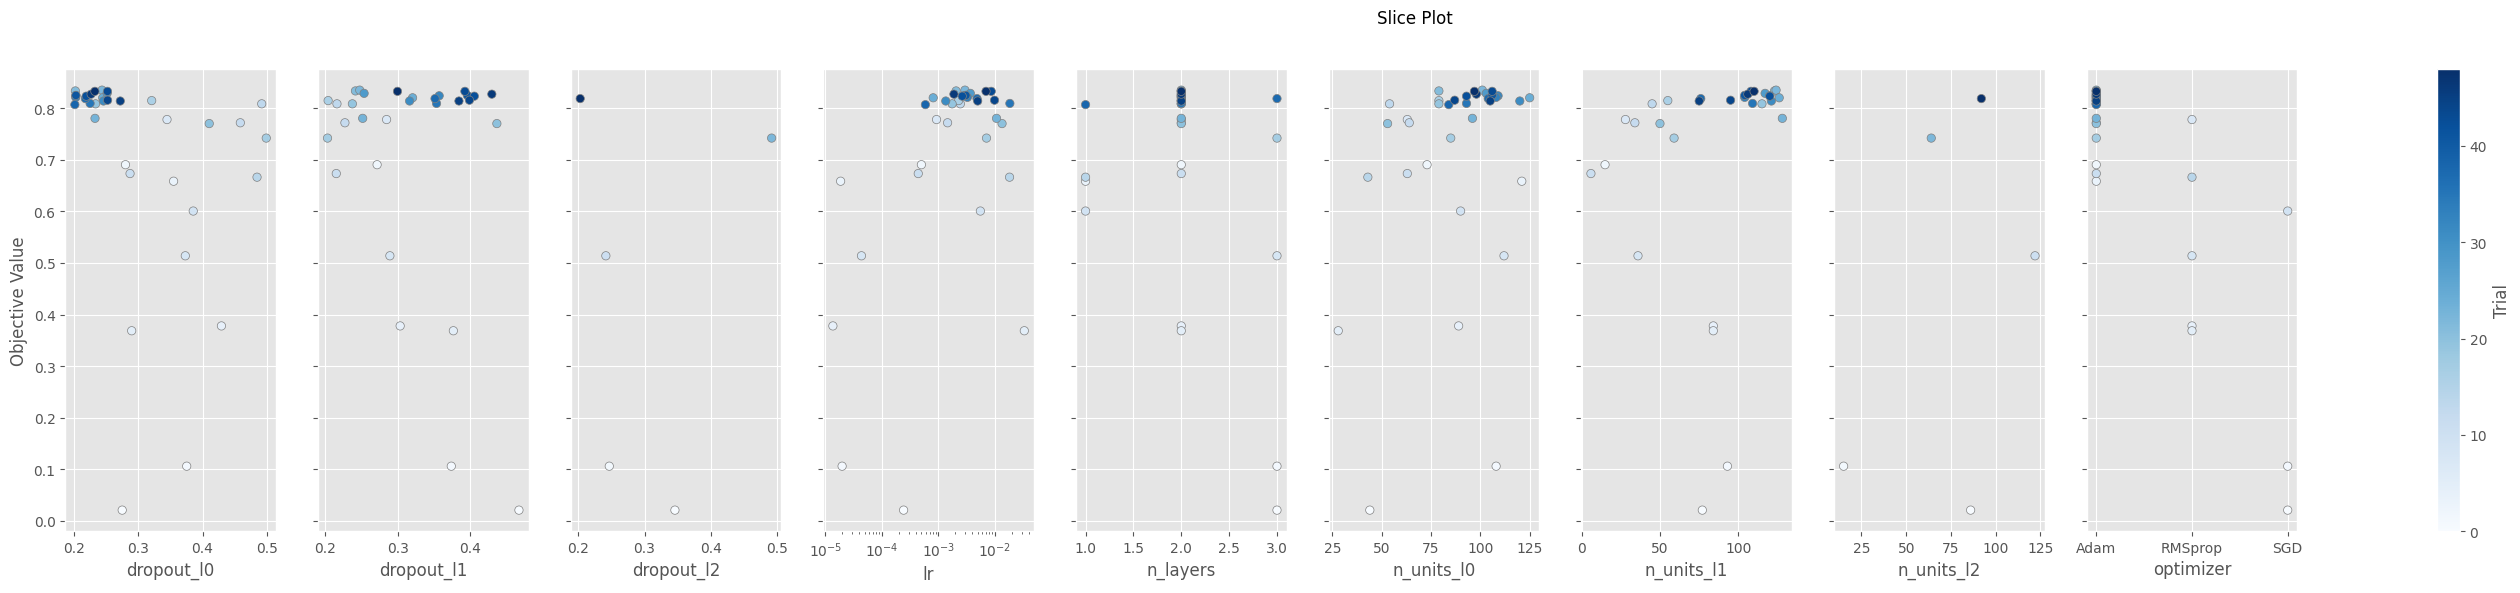 Slice Plot
Objective Value
0.8
0.7
0.6
0.5
0.4
0.3
0.2
0.1
0.0
0.2 0.3 0.4 0.5
dropout_l0
0.2 0.3 0.4
dropout_l1
0.2 0.3 0.4 0.5
dropout_l2
10⁻⁵ 10⁻⁴ 10⁻³ 10⁻²
lr
1.0 1.5 2.0 2.5 3.0
n_layers
25 50 75 100 125
n_units_l0
0 50 100
n_units_l1
25 50 75 100 125
n_units_l2
Adam RMSprop SGD
optimizer
40
30
20
10
0
Trial